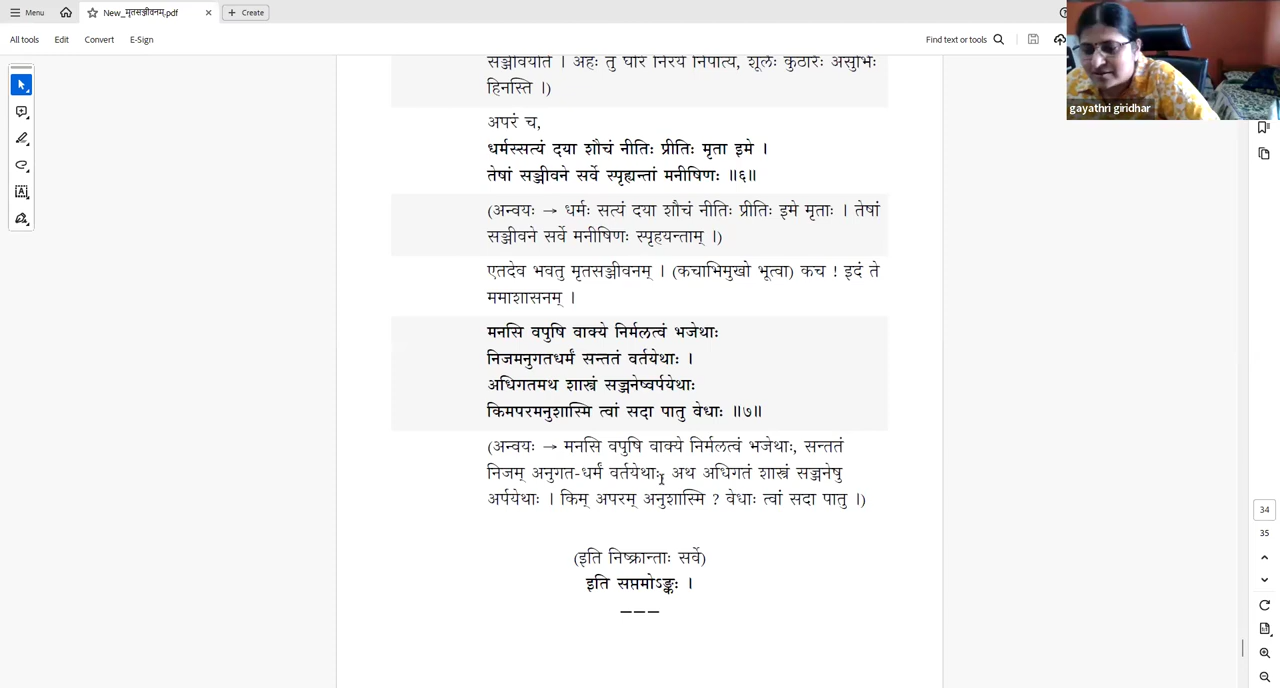 Menu
New_मृतसञ्जीवनम्.pdf
Create
All tools
Edit
Convert
E-Sign
Find text or tools
gayathri giridhar
सञ्जीवयति । अहः तु घोरे निरये निपात्य, शूलैः कुठारैः असुभिः
हिनस्ति ।)
अपरं च,
धर्मस्सत्यं दया शौचं नीतिः प्रीतिः मृता इमे ।
तेषां सञ्जीवने सर्वे स्पृह्यन्तां मनीषिणः ॥६॥
(अन्वयः → धर्मः सत्यं दया शौचं नीतिः प्रीतिः इमे मृताः । तेषां
सञ्जीवने सर्वे मनीषिणः स्पृहयन्ताम् ।)
एतदेव भवतु मृतसञ्जीवनम् । (कचाभिमुखो भूत्वा) कच ! इदं ते
ममाशासनम् ।
मनसि वपुषि वाक्ये निर्मलत्वं भजेथाः
निजमनुगतधर्मं सन्ततं वर्तयेथाः ।
अधिगतमथ शास्त्रं सज्जनेष्वर्पयेथाः
किमपरमनुशास्मि त्वां सदा पातु वेधाः ॥७॥
(अन्वयः → मनसि वपुषि वाक्ये निर्मलत्वं भजेथाः, सन्ततं
निजम् अनुगत-धर्मं वर्तयेथाः, अथ अधिगतं शास्त्रं सज्जनेषु
अर्पयेथाः । किम् अपरम् अनुशास्मि ? वेधाः त्वां सदा पातु ।)
(इति निष्क्रान्ताः सर्वे)
इति सप्तमोऽङ्कः ।
34
35